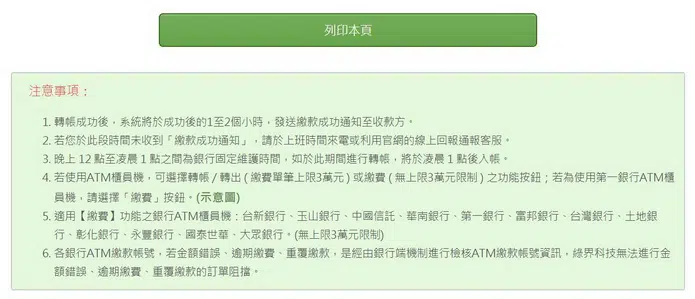 列印本頁
注意事項：
1. 轉帳成功後，系統將於成功後的1至2個小時，發送繳款成功通知至收款方。
2. 若您於此段時間未收到「繳款成功通知」，請於上班時間來電或利用官網的線上回報通報客服。
3. 晚上 12 點至凌晨 1 點之間為銀行固定維護時間，如於此期間進行轉帳，將於凌晨 1 點後入帳。
4. 若使用ATM櫃員機，可選擇轉帳 / 轉出 ( 繳費單筆上限3萬元 ) 或繳費 ( 無上限3萬元限制 ) 之功能按鈕；若為使用第一銀行ATM櫃
員機，請選擇「繳費」按鈕。(示意圖)
5. 適用【繳費】功能之銀行ATM櫃員機：台新銀行、玉山銀行、中國信託、華南銀行、第一銀行、富邦銀行、台灣銀行、土地銀
行、彰化銀行、永豐銀行、國泰世華、大眾銀行。(無上限3萬元限制)
6. 各銀行ATM繳款帳號，若金額錯誤、逾期繳費、重覆繳款，是經由銀行端機制進行檢核ATM繳款帳號資訊，綠界科技無法進行金
額錯誤、逾期繳費、重覆繳款的訂單阻擋。